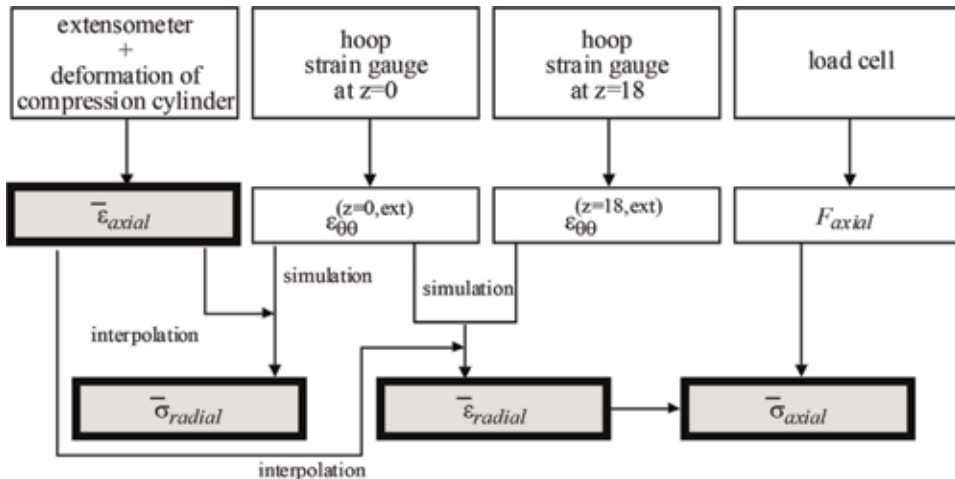 extensometer
+
deformation of
compression cylinder
hoop
strain gauge
at z=0
hoop
strain gauge
at z=18
load cell
ε̅axial
εθθ(z=0,ext)
εθθ(z=18,ext)
Faxial
simulation
simulation
interpolation
σ̅radial
ε̅radial
σ̅axial
interpolation